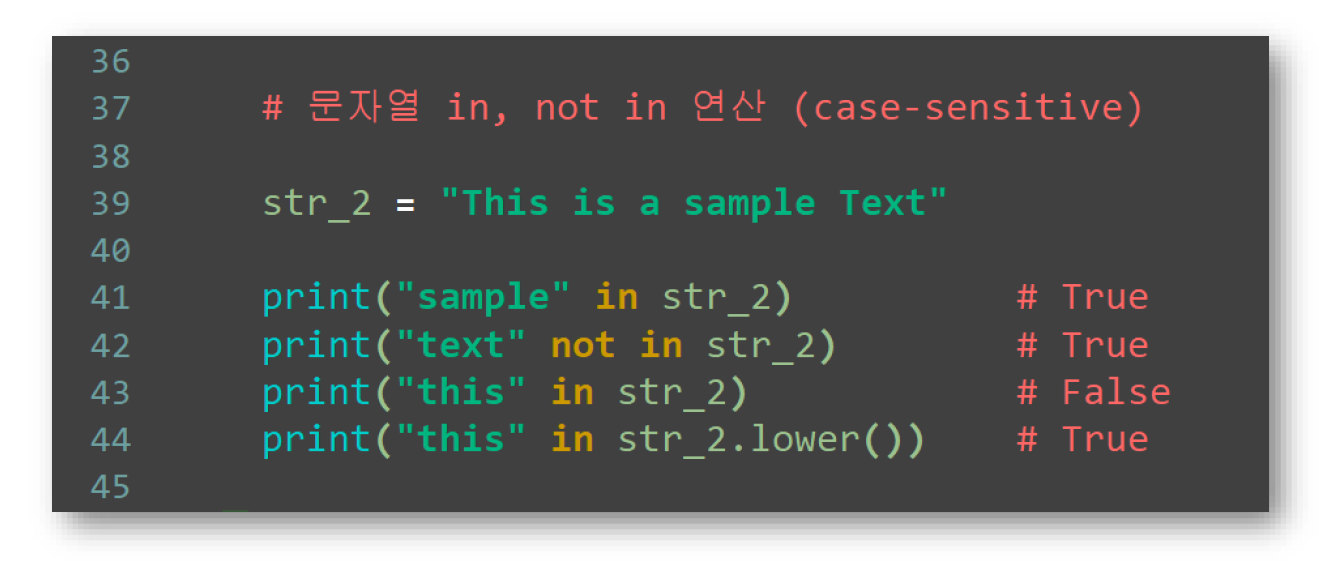 36
37 # 문자열 in, not in 연산 (case-sensitive)
38
39 str_2 = "This is a sample Text"
40
41 print("sample" in str_2) # True
42 print("text" not in str_2) # True
43 print("this" in str_2) # False
44 print("this" in str_2.lower()) # True
45